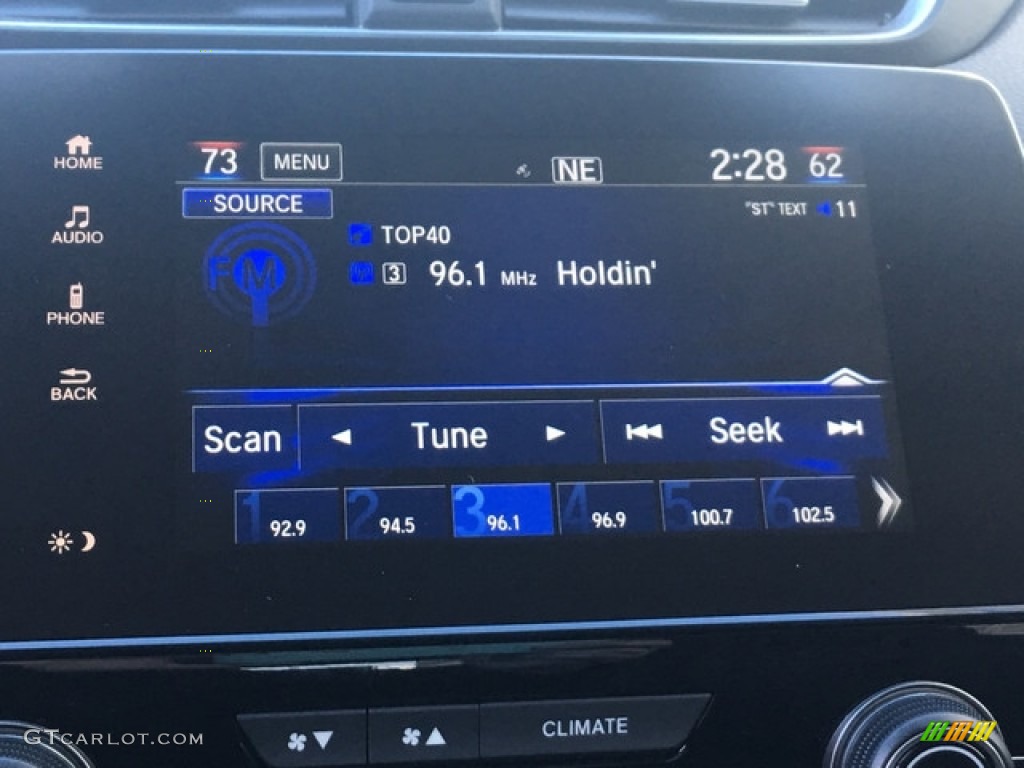 73 MENU NE 2:28 62
HOME
SOURCE "ST" TEXT 11
AUDIO
FM
TOP40
3 96.1 MHz Holdin'
PHONE
BACK
Scan Tune Seek
1 92.9 2 94.5 3 96.1 4 96.9 5 100.7 6 102.5
CLIMATE
GTCARLOT.COM